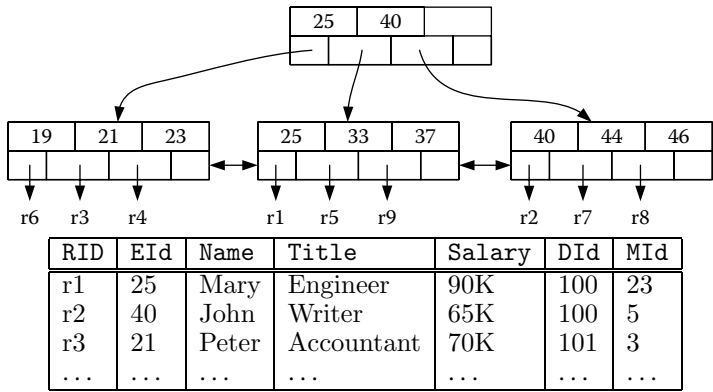 25 40
19 21 23 25 33 37 40 44 46
r6 r3 r4 r1 r5 r9 r2 r7 r8
RID EId Name Title Salary DId MId
r1 25 Mary Engineer 90K 100 23
r2 40 John Writer 65K 100 5
r3 21 Peter Accountant 70K 101 3
... ... ... ... ... ... ...